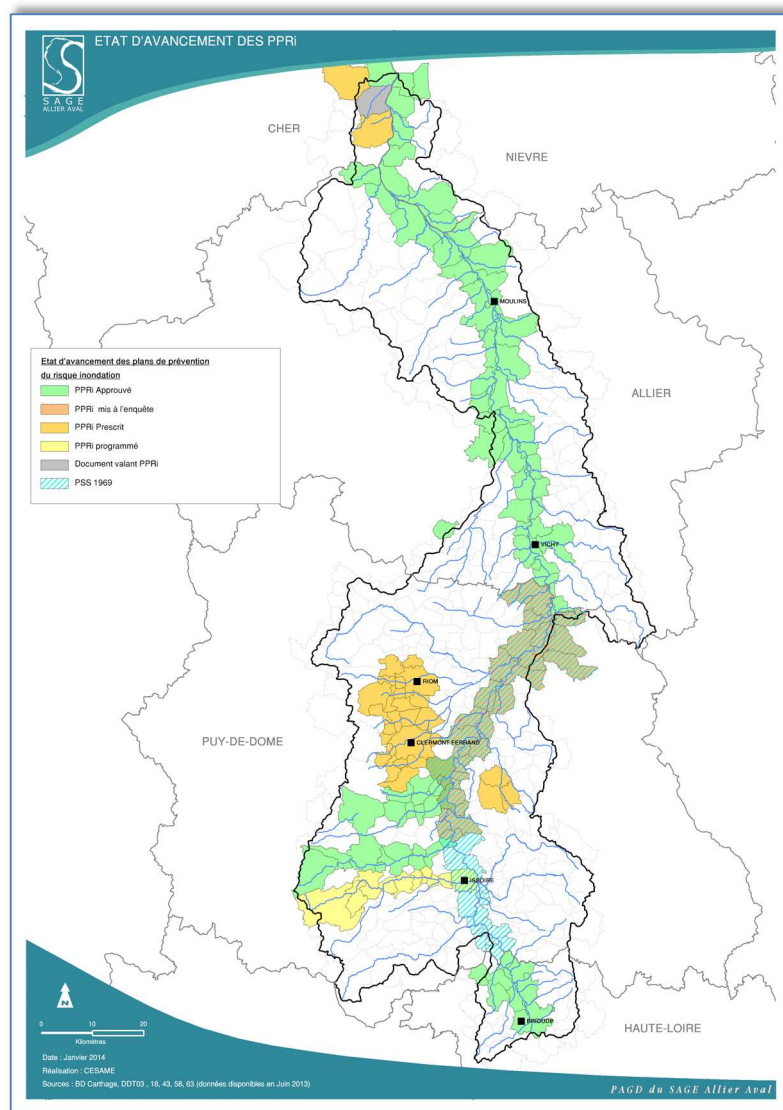 ETAT D'AVANCEMENT DES PPRi
SAGE
ALLIER AVAL
CHER
NIEVRE
MOULINS
Etat d'avancement des plans de prévention
du risque inondation
PPRi Approuvé
PPRi mis à l'enquête
PPRi Prescrit
PPRi programmé
Document valant PPRi
PSS 1969
ALLIER
VICHY
RIOM
PUY-DE-DOME
CLERMONT-FERRAND
ISSOIRE
N
BRIOUDE
HAUTE-LOIRE
0 10 20
Kilomètres
Date : Janvier 2014
Réalisation : CESAME
Sources : BD Carthage, DDT03 , 18, 43, 58, 63 (données disponibles en Juin 2013)
PAGD du SAGE Allier Aval